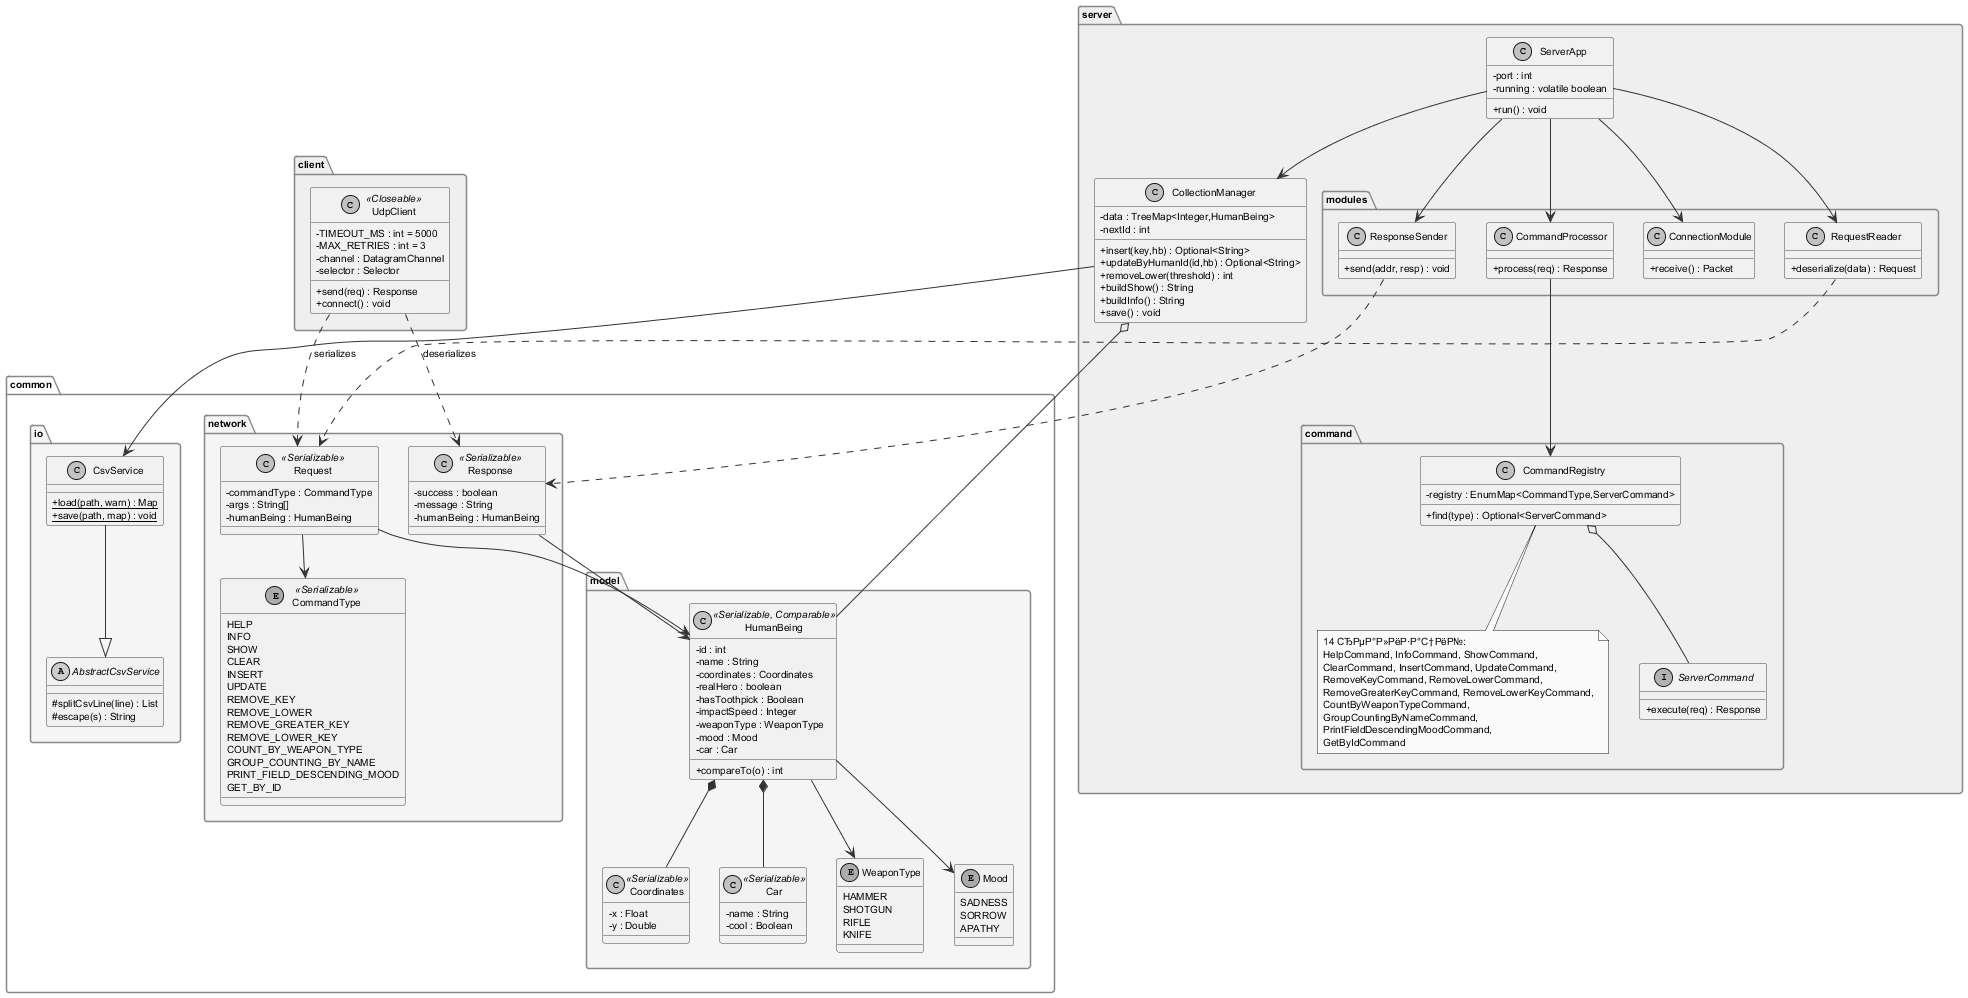 server
C ServerApp
-port : int
-running : volatile boolean
+run() : void
client
C «Closeable»
UdpClient
-TIMEOUT_MS : int = 5000
-MAX_RETRIES : int = 3
-channel : DatagramChannel
-selector : Selector
+send(req) : Response
+connect() : void
C CollectionManager
-data : TreeMap<Integer,HumanBeing>
-nextId : int
+insert(key,hb) : Optional<String>
+updateByHumanId(id,hb) : Optional<String>
+removeLower(threshold) : int
+buildShow() : String
+buildInfo() : String
+save() : void
modules
C ResponseSender
+send(addr, resp) : void
C CommandProcessor
+process(req) : Response
C ConnectionModule
+receive() : Packet
C RequestReader
+deserialize(data) : Request
serializes
deserializes
common
io
C CsvService
+load(path, warn) : Map
+save(path, map) : void
A AbstractCsvService
#splitCsvLine(line) : List
#escape(s) : String
network
C «Serializable»
Request
-commandType : CommandType
-args : String[]
-humanBeing : HumanBeing
C «Serializable»
Response
-success : boolean
-message : String
-humanBeing : HumanBeing
E «Serializable»
CommandType
HELP
INFO
SHOW
CLEAR
INSERT
UPDATE
REMOVE_KEY
REMOVE_LOWER
REMOVE_GREATER_KEY
REMOVE_LOWER_KEY
COUNT_BY_WEAPON_TYPE
GROUP_COUNTING_BY_NAME
PRINT_FIELD_DESCENDING_MOOD
GET_BY_ID
model
C «Serializable, Comparable»
HumanBeing
-id : int
-name : String
-coordinates : Coordinates
-realHero : boolean
-hasToothpick : Boolean
-impactSpeed : Integer
-weaponType : WeaponType
-mood : Mood
-car : Car
+compareTo(o) : int
C «Serializable»
Coordinates
-x : Float
-y : Double
C «Serializable»
Car
-name : String
-cool : Boolean
E WeaponType
HAMMER
SHOTGUN
RIFLE
KNIFE
E Mood
SADNESS
SORROW
APATHY
command
C CommandRegistry
-registry : EnumMap<CommandType,ServerCommand>
+find(type) : Optional<ServerCommand>
14 СЂРµР°Р»РёР·Р°С†РёР№:
HelpCommand, InfoCommand, ShowCommand,
ClearCommand, InsertCommand, UpdateCommand,
RemoveKeyCommand, RemoveLowerCommand,
RemoveGreaterKeyCommand, RemoveLowerKeyCommand,
CountByWeaponTypeCommand,
GroupCountingByNameCommand,
PrintFieldDescendingMoodCommand,
GetByIdCommand
I ServerCommand
+execute(req) : Response